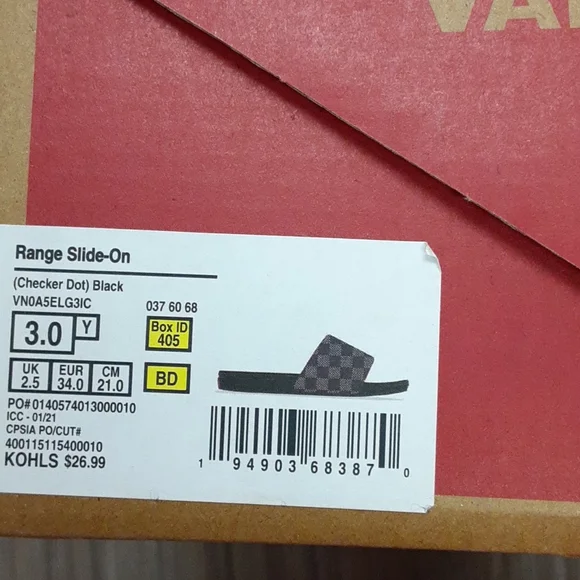 VA
Range Slide-On
(Checker Dot) Black
VN0A5ELG3IC
037 60 68
3.0 Y
Box ID
405
UK 2.5
EUR 34.0
CM 21.0
BD
PO# 0140574013000010
ICC - 01/21
CPSIA PO/CUT#
400115115400010
KOHLS $26.99
1 94903 68387 0